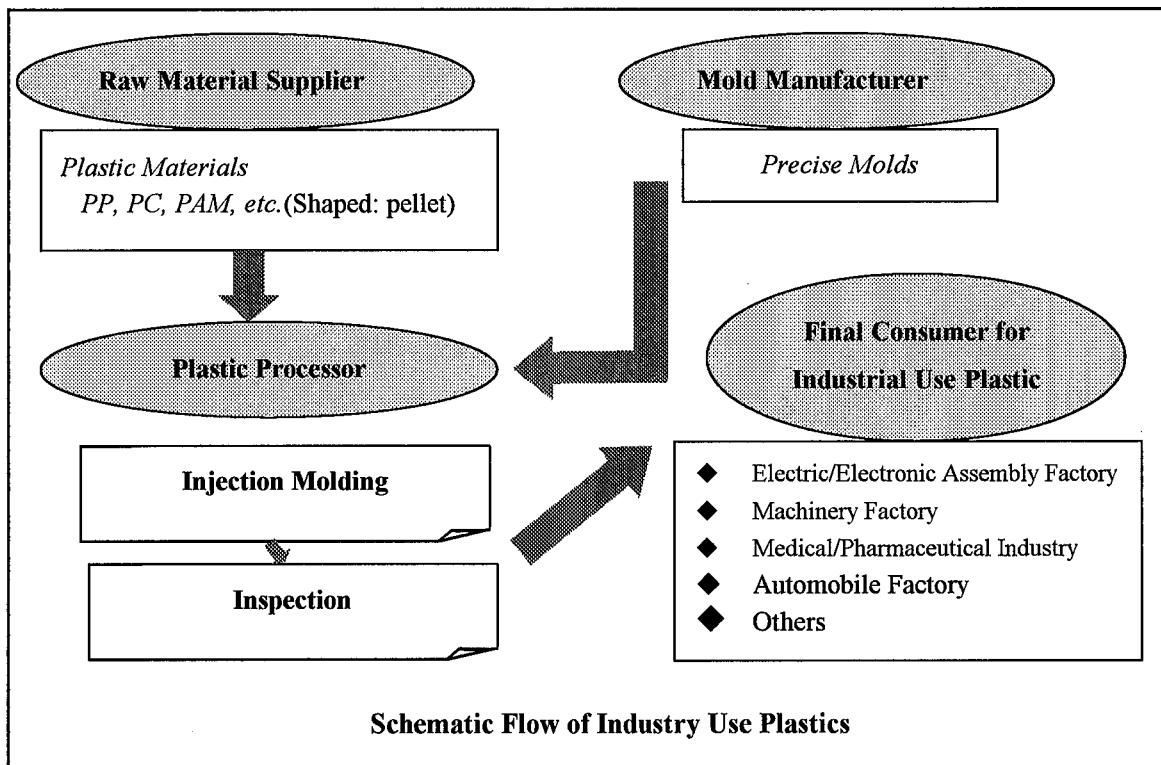 Raw Material Supplier
Plastic Materials
PP, PC, PAM, etc.(Shaped: pellet)
Mold Manufacturer
Precise Molds
Plastic Processor
Injection Molding
Inspection
Final Consumer for
Industrial Use Plastic
◆ Electric/Electronic Assembly Factory
◆ Machinery Factory
◆ Medical/Pharmaceutical Industry
◆ Automobile Factory
◆ Others
Schematic Flow of Industry Use Plastics